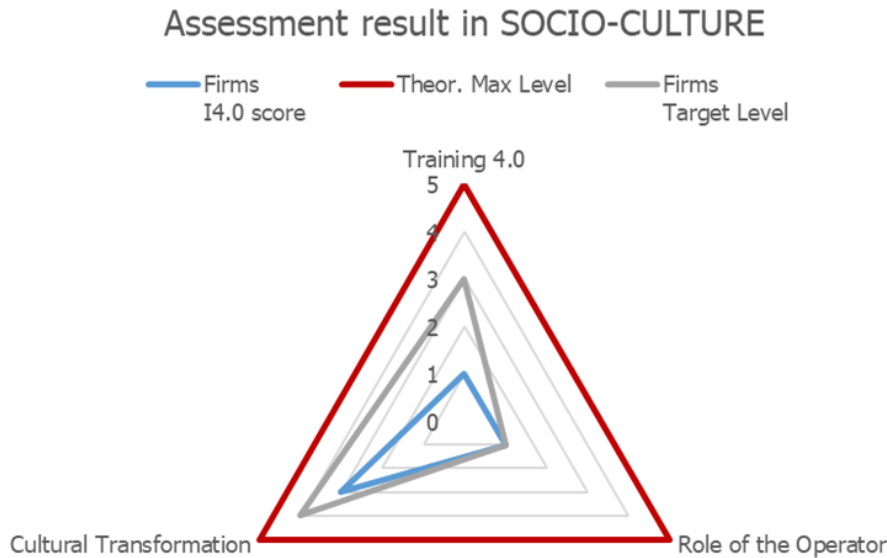 Assessment result in SOCIO-CULTURE
Firms
I4.0 score
Theor. Max Level
Firms
Target Level
Training 4.0
5
4
3
2
1
0
Cultural Transformation
Role of the Operator